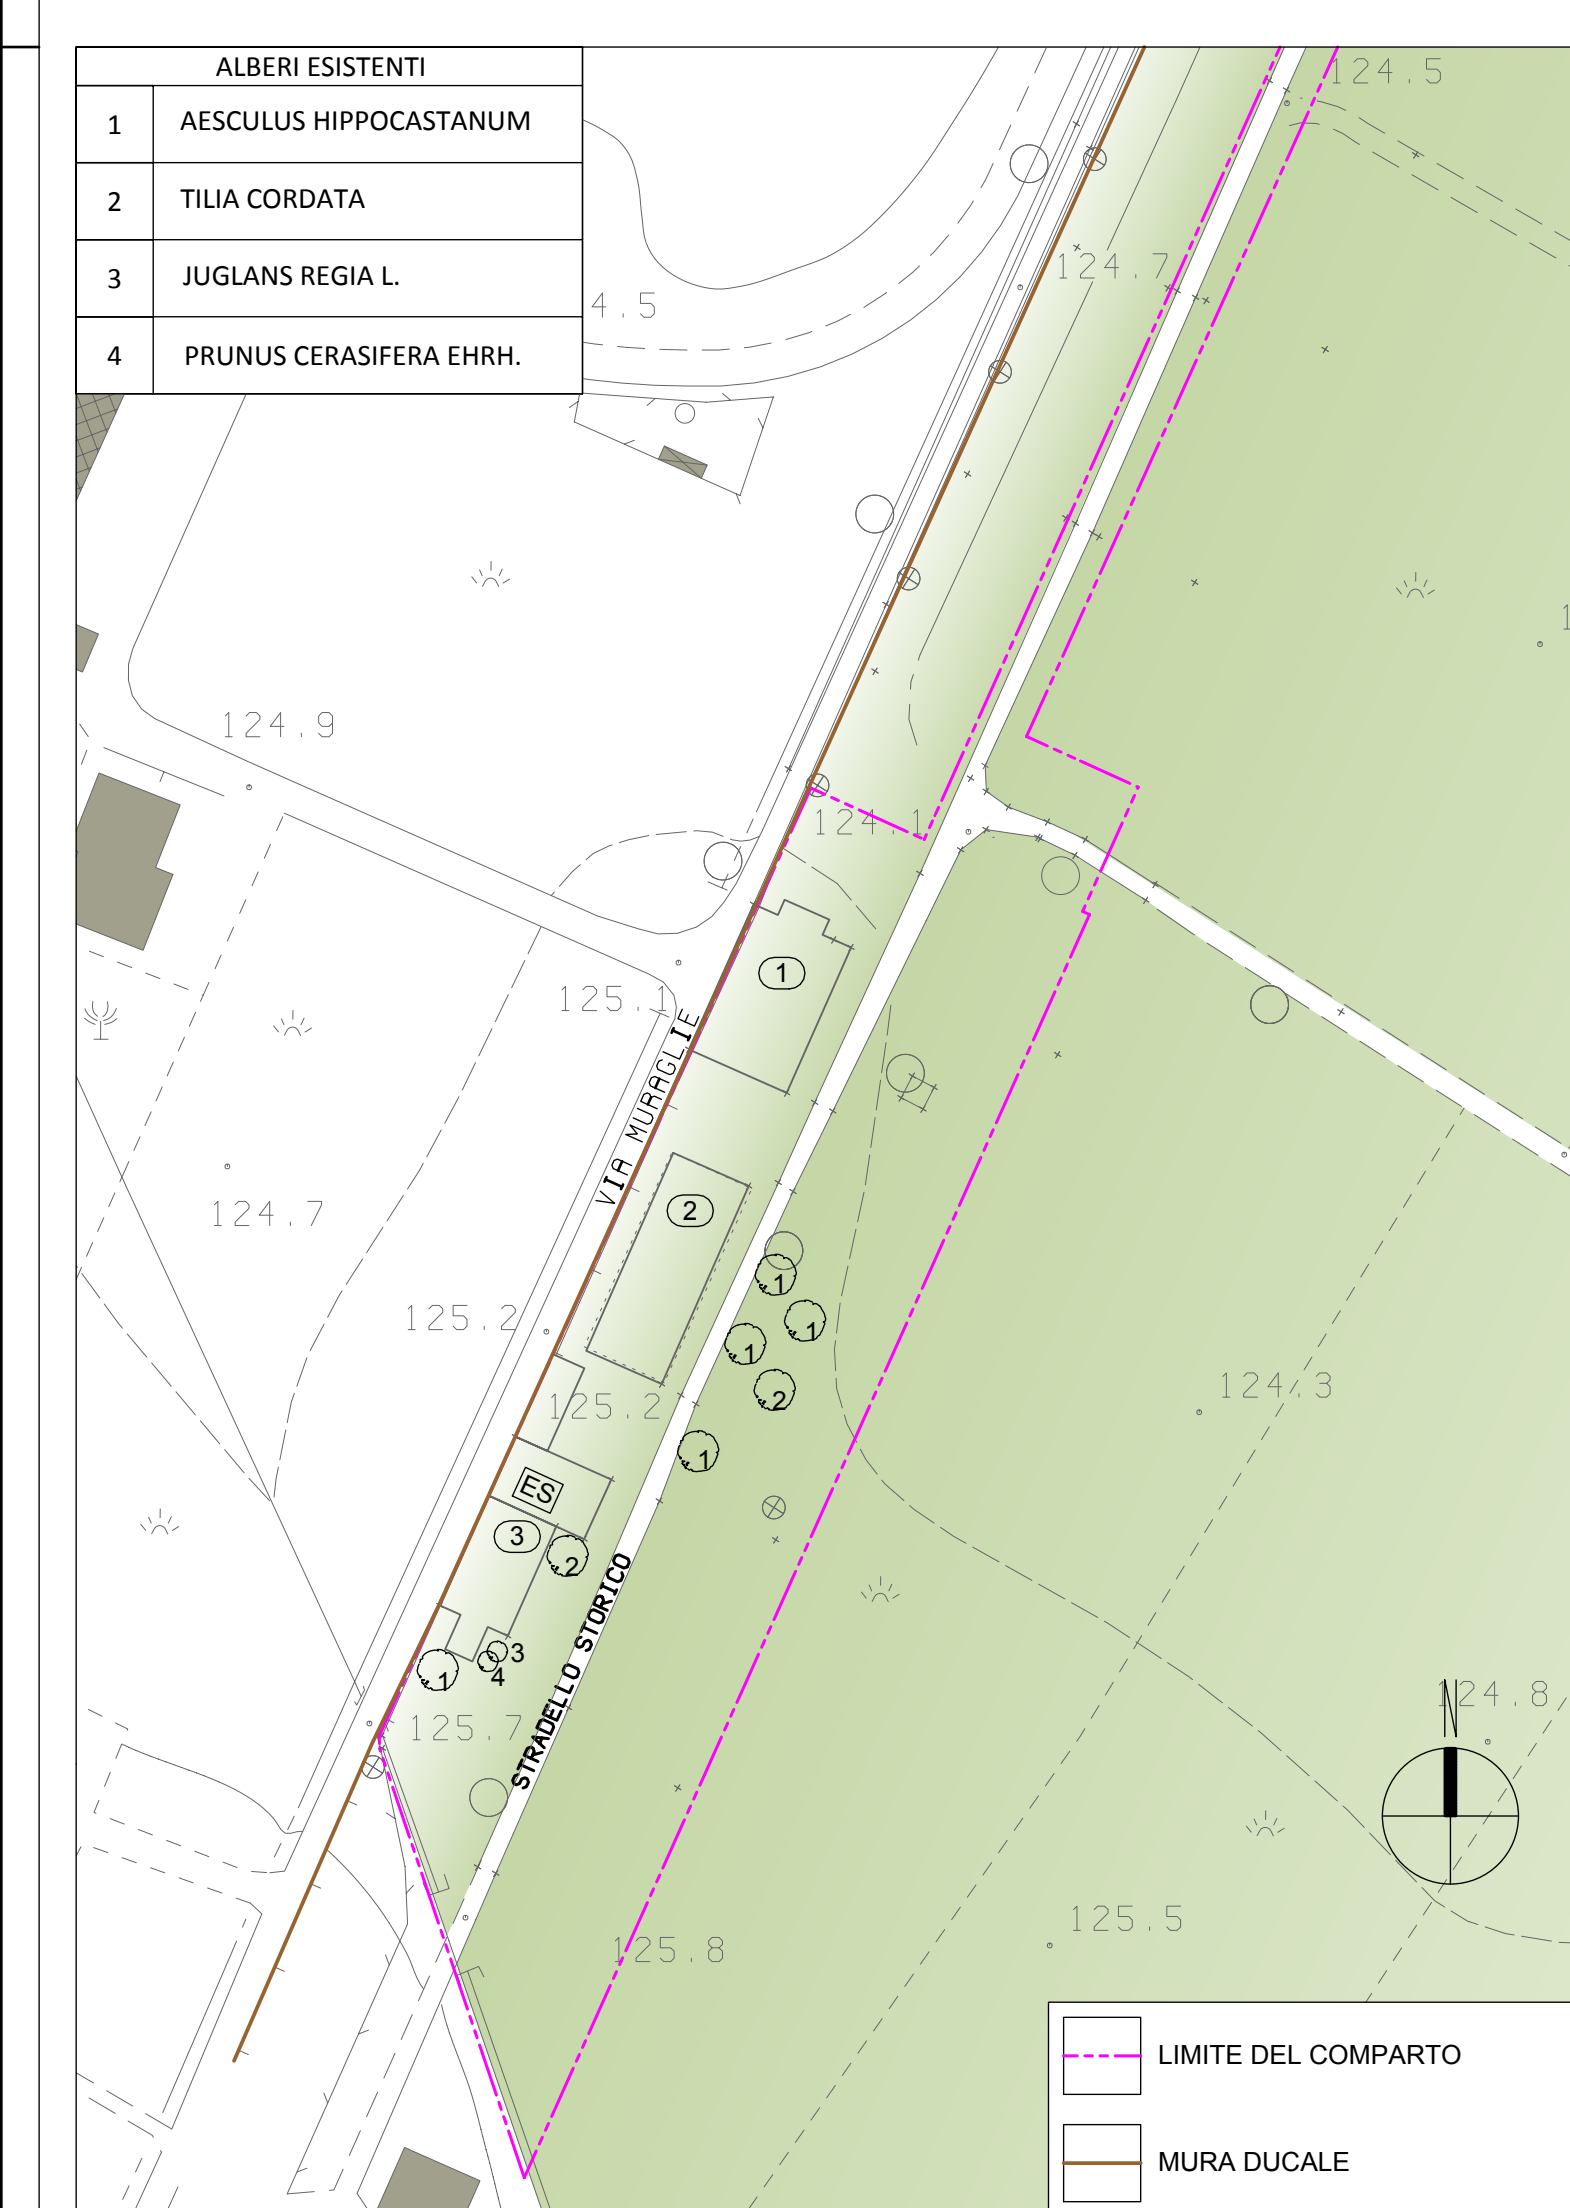 ALBERI ESISTENTI
1 AESCULUS HIPPOCASTANUM
2 TILIA CORDATA
3 JUGLANS REGIA L.
4 PRUNUS CERASIFERA EHRH.
124.5
124.7
4.5
124.9
124.1
1
125.1
VIA MURAGLIE
124.7
2
1
125.2
1
1
124.3
2
125.2
1
ES
3
2
STRADELLO STORICO
3
1
4
N
124.8
125.7
125.5
125.8
LIMITE DEL COMPARTO
MURA DUCALE